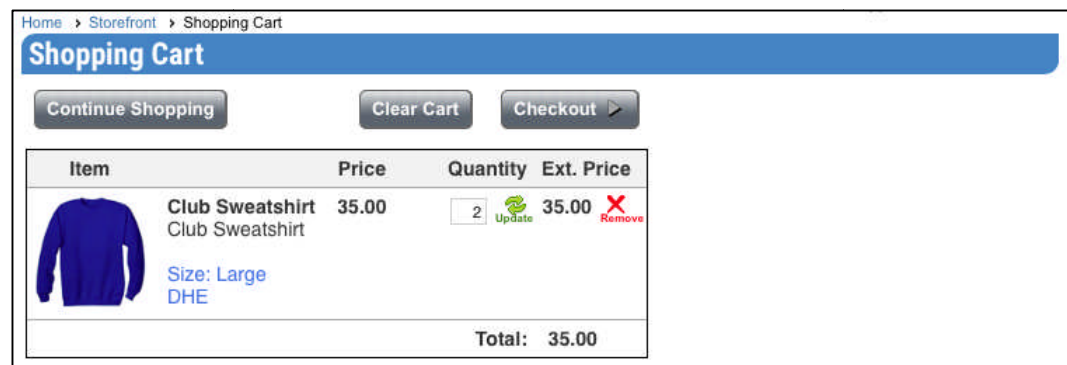 Home > Storefront > Shopping Cart
Shopping Cart
Continue Shopping Clear Cart Checkout
Item Price Quantity Ext. Price
Club Sweatshirt 35.00 2 Update 35.00 Remove
Club Sweatshirt
Size: Large
DHE
Total: 35.00